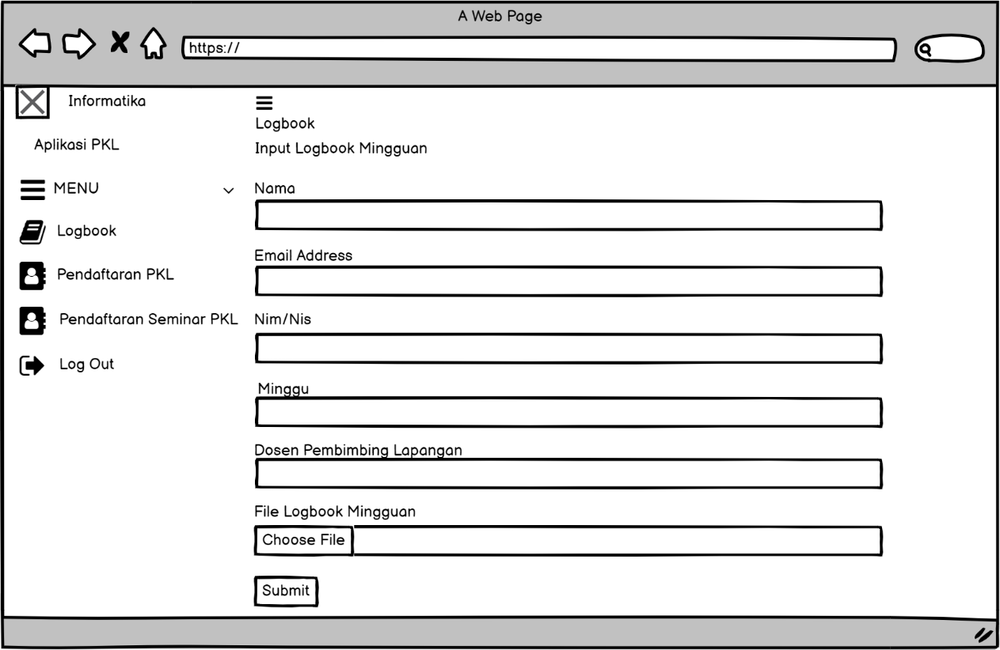 A Web Page
https://
Informatika
Aplikasi PKL
MENU
Logbook
Pendaftaran PKL
Pendaftaran Seminar PKL
Log Out
Logbook
Input Logbook Mingguan
Nama
Email Address
Nim/Nis
Minggu
Dosen Pembimbing Lapangan
File Logbook Mingguan
Choose File
Submit